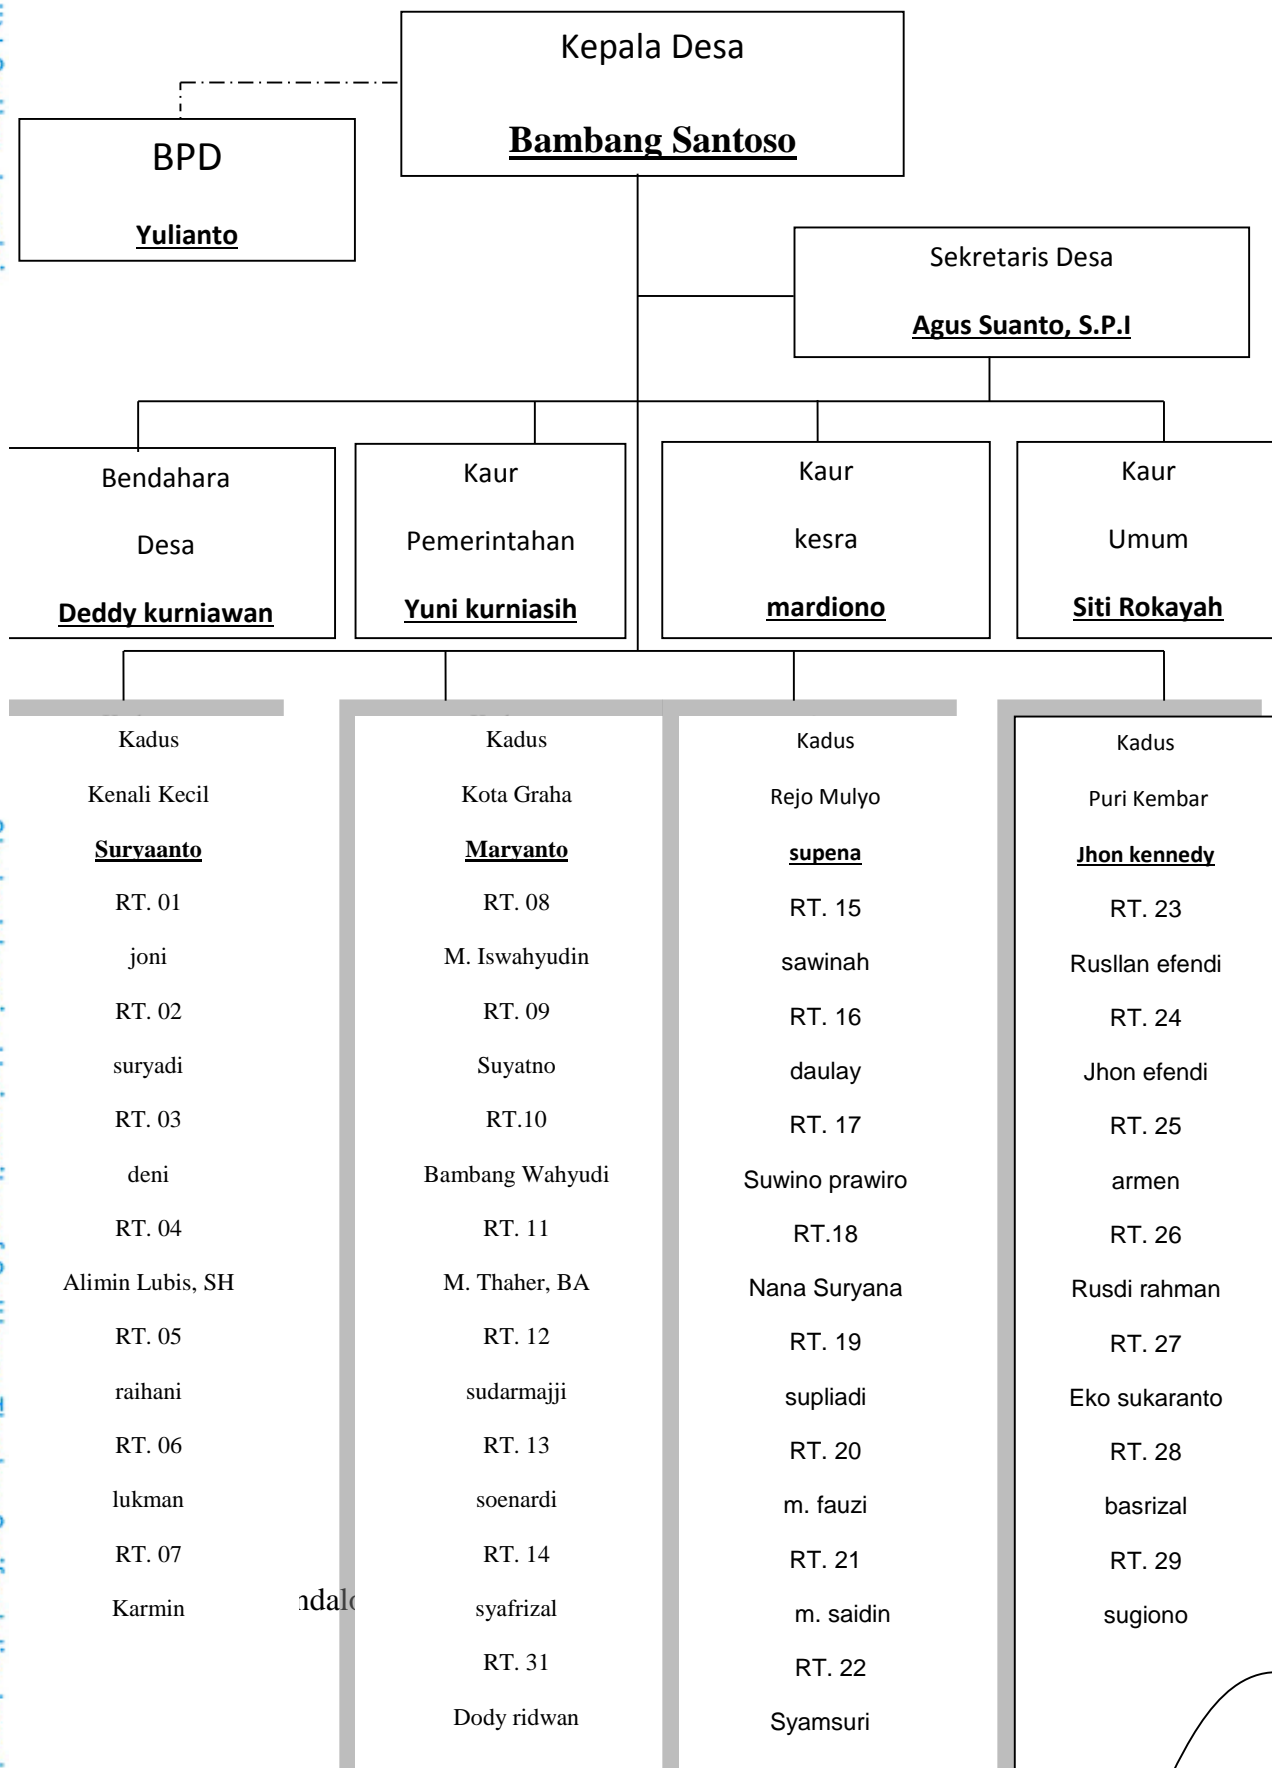 Kepala Desa
Bambang Santoso
BPD
Yulianto
Sekretaris Desa
Agus Suanto, S.P.I
Bendahara
Desa
Deddy kurniawan
Kaur
Pemerintahan
Yuni kurniasih
Kaur
kesra
mardiono
Kaur
Umum
Siti Rokayah
Kadus
Kenali Kecil
Suryaanto
RT. 01
joni
RT. 02
suryadi
RT. 03
deni
RT. 04
Alimin Lubis, SH
RT. 05
raihani
RT. 06
lukman
RT. 07
Karmin
Kadus
Kota Graha
Maryanto
RT. 08
M. Iswahyudin
RT. 09
Suyatno
RT.10
Bambang Wahyudi
RT. 11
M. Thaher, BA
RT. 12
sudarmajji
RT. 13
soenardi
RT. 14
syafrizal
RT. 31
Dody ridwan
Kadus
Rejo Mulyo
supena
RT. 15
sawinah
RT. 16
daulay
RT. 17
Suwino prawiro
RT.18
Nana Suryana
RT. 19
supliadi
RT. 20
m. fauzi
RT. 21
m. saidin
RT. 22
Syamsuri
Kadus
Puri Kembar
Jhon kennedy
RT. 23
Rusllan efendi
RT. 24
Jhon efendi
RT. 25
armen
RT. 26
Rusdi rahman
RT. 27
Eko sukaranto
RT. 28
basrizal
RT. 29
sugiono